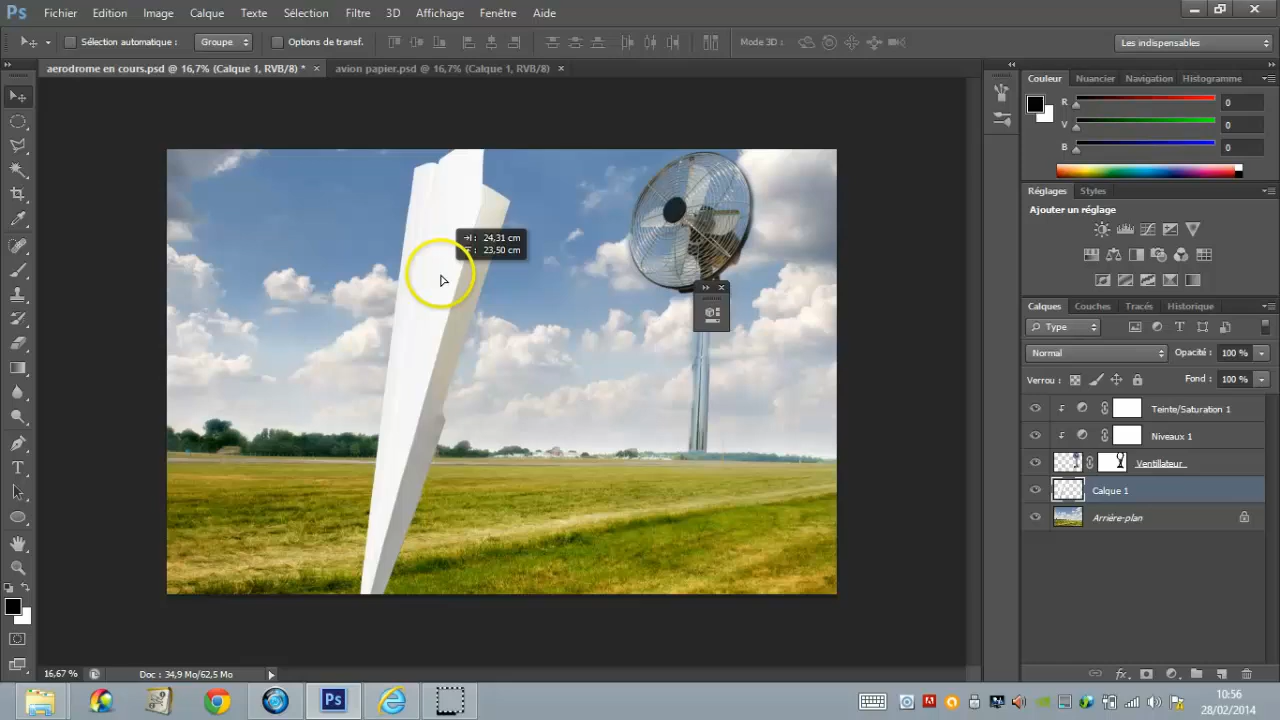 Ps Fichier Edition Image Calque Texte Sélection Filtre 3D Affichage Fenêtre Aide
Sélection automatique : Groupe Options de transf. Mode 3D : Les indispensables
aerodrome en cours.psd @ 16,7% (Calque 1, RVB/8) * × avion papier.psd @ 16,7% (Calque 1, RVB/8) ×
Couleur Nuancier Navigation Histogramme
R 0
V 0
B 0
Réglages Styles
Ajouter un réglage
24,31 cm
23,50 cm
Calques Couches Tracés Historique
Type
Normal Opacité : 100 %
Verrou : Fond : 100 %
Teinte/Saturation 1
Niveaux 1
Ventilateur
Calque 1
Arrière-plan
16,67 % Doc : 34,9 Mo/62,5 Mo
Ps
10:56
28/02/2014